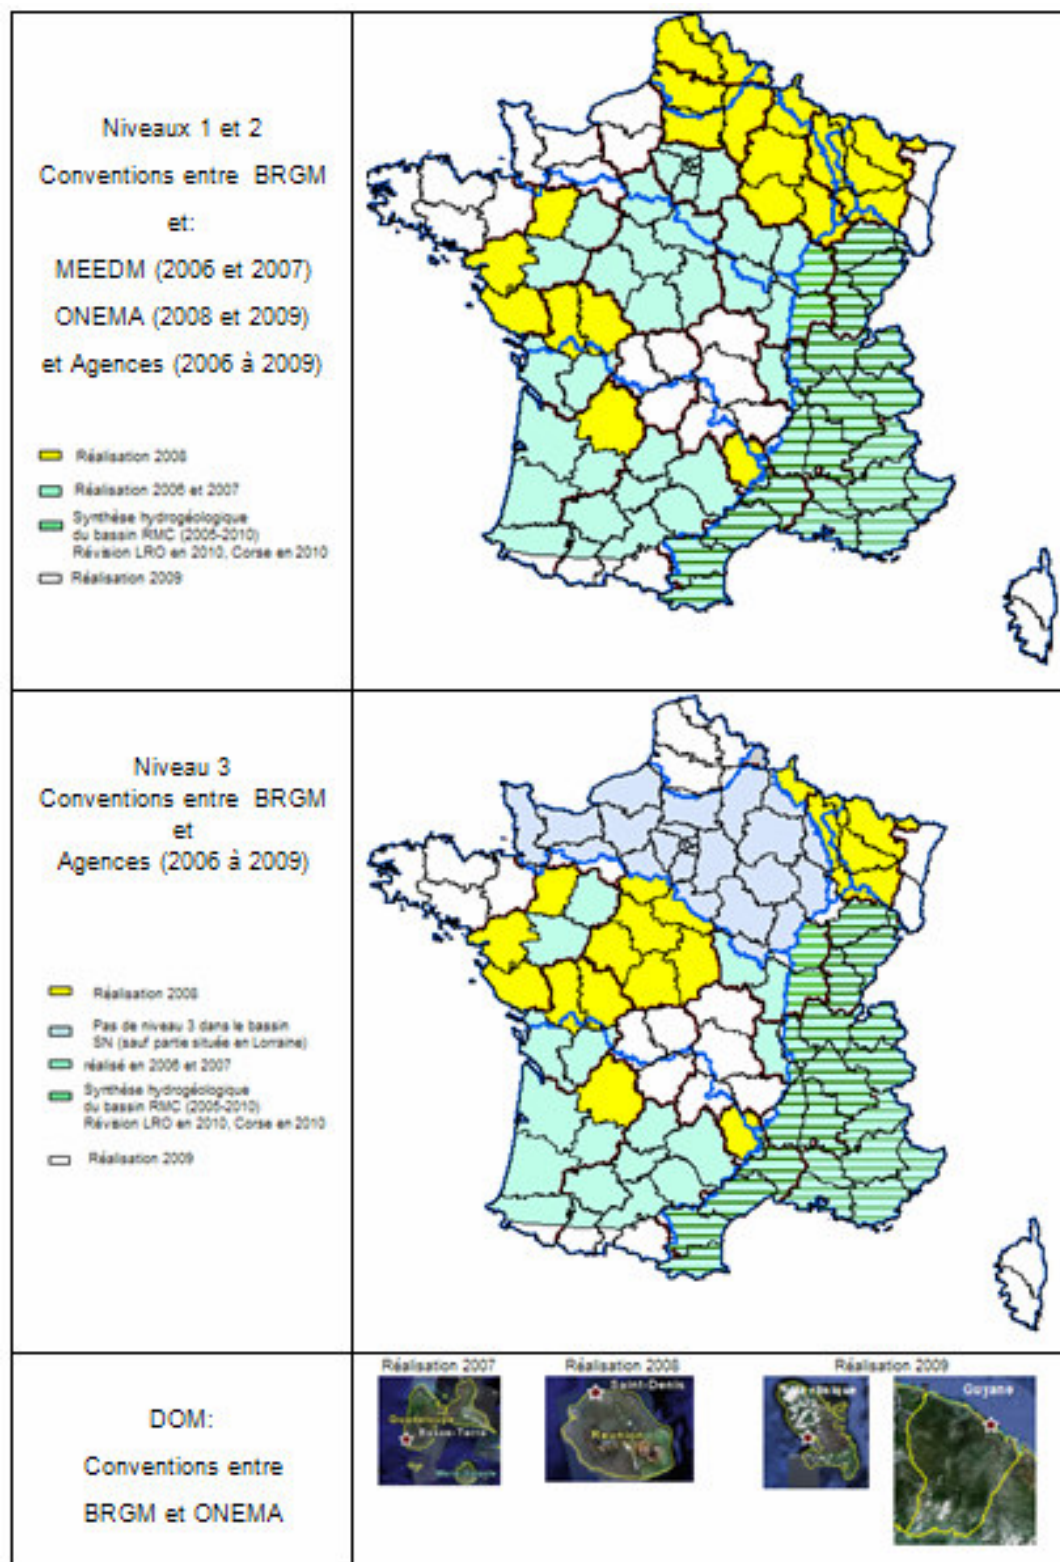 Niveaux 1 et 2
Conventions entre BRGM
et:
MEEDM (2006 et 2007)
ONEMA (2008 et 2009)
et Agences (2006 à 2009)
Réalisation 2008
Réalisation 2006 et 2007
Synthèse hydrogéologique
du bassin RMC (2005-2010)
Révision LRO en 2010, Corse en 2010
Réalisation 2009
Niveau 3
Conventions entre BRGM
et
Agences (2006 à 2009)
Réalisation 2008
Pas de niveau 3 dans le bassin
SN (sauf partie située en Lorraine)
réalisé en 2006 et 2007
Synthèse hydrogéologique
du bassin RMC (2005-2010)
Révision LRO en 2010, Corse en 2010
Réalisation 2009
DOM:
Conventions entre
BRGM et ONEMA
Réalisation 2007
Réalisation 2008
Réalisation 2009
Guadeloupe
Basse-Terre
Saint-Denis
Réunion
Guyane